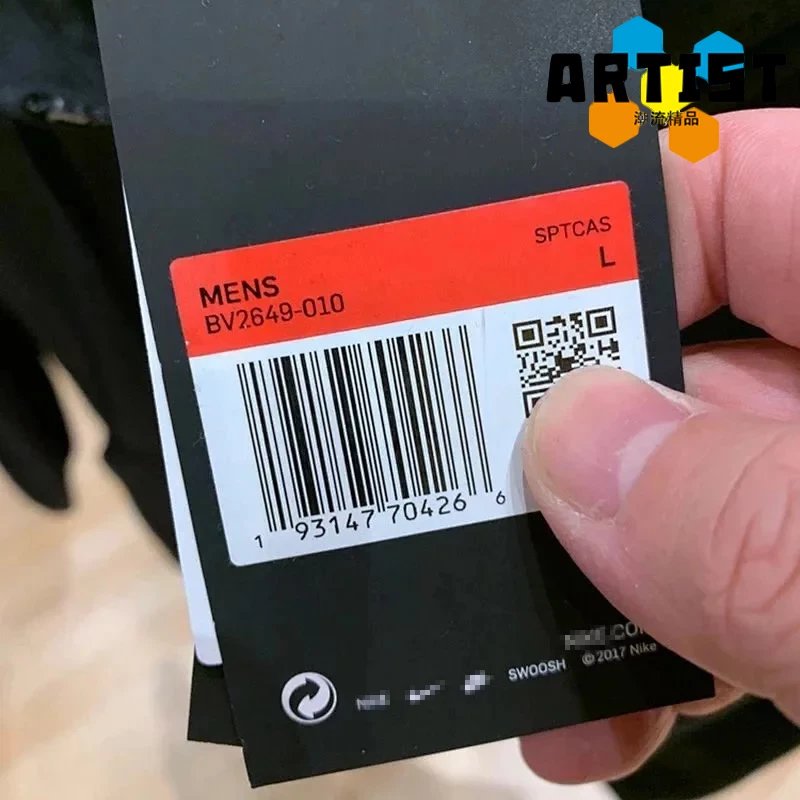 ARTIST
潮流精品
SPTCAS
MENS
L
BV2649-010
1 93147 70426 6
SWOOSH
©2017 Nike